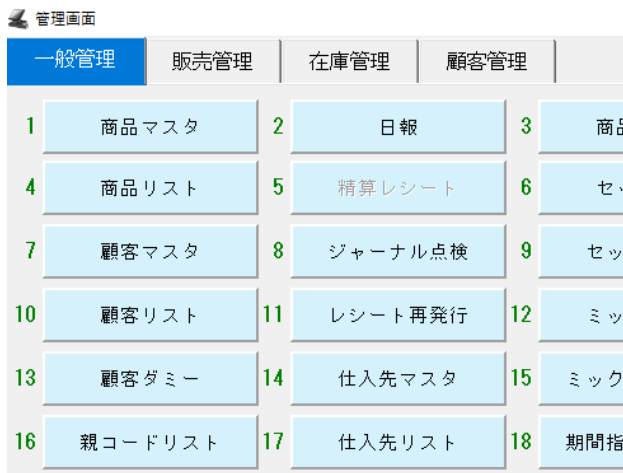 管理画面
一般管理 販売管理 在庫管理 顧客管理
1 商品マスタ 2 日報 3 商品
4 商品リスト 5 精算レシート 6 セ
7 顧客マスタ 8 ジャーナル点検 9 セッ
10 顧客リスト 11 レシート再発行 12 ミッ
13 顧客ダミー 14 仕入先マスタ 15 ミック
16 親コードリスト 17 仕入先リスト 18 期間指